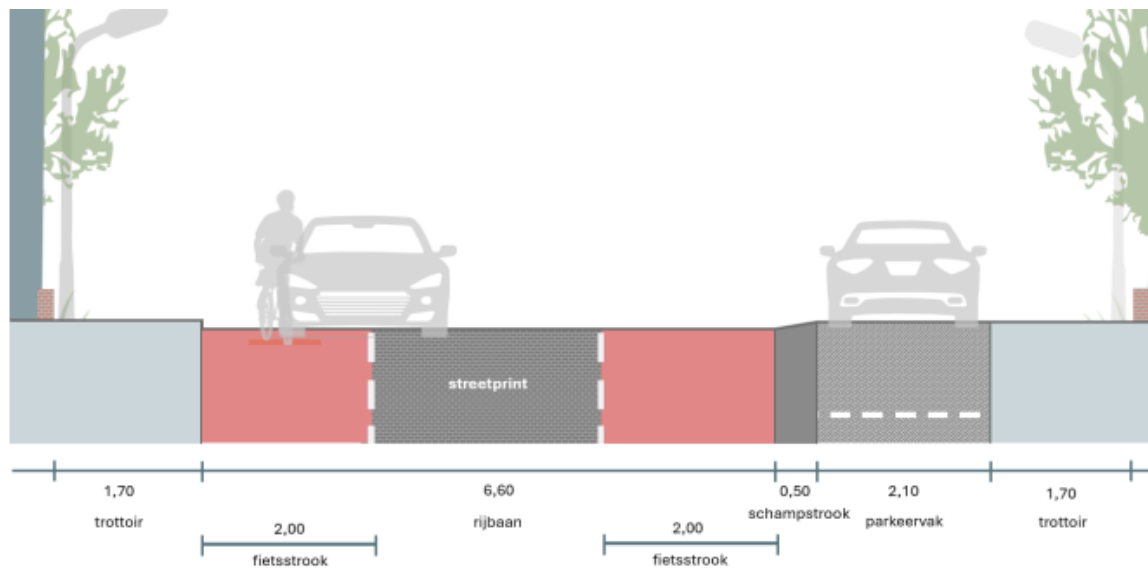 streetprint
1,70
6,60
0,50
2,10
1,70
trottoir
rijbaan
schampstrook
parkeervak
trottoir
2,00
2,00
fietsstrook
fietsstrook